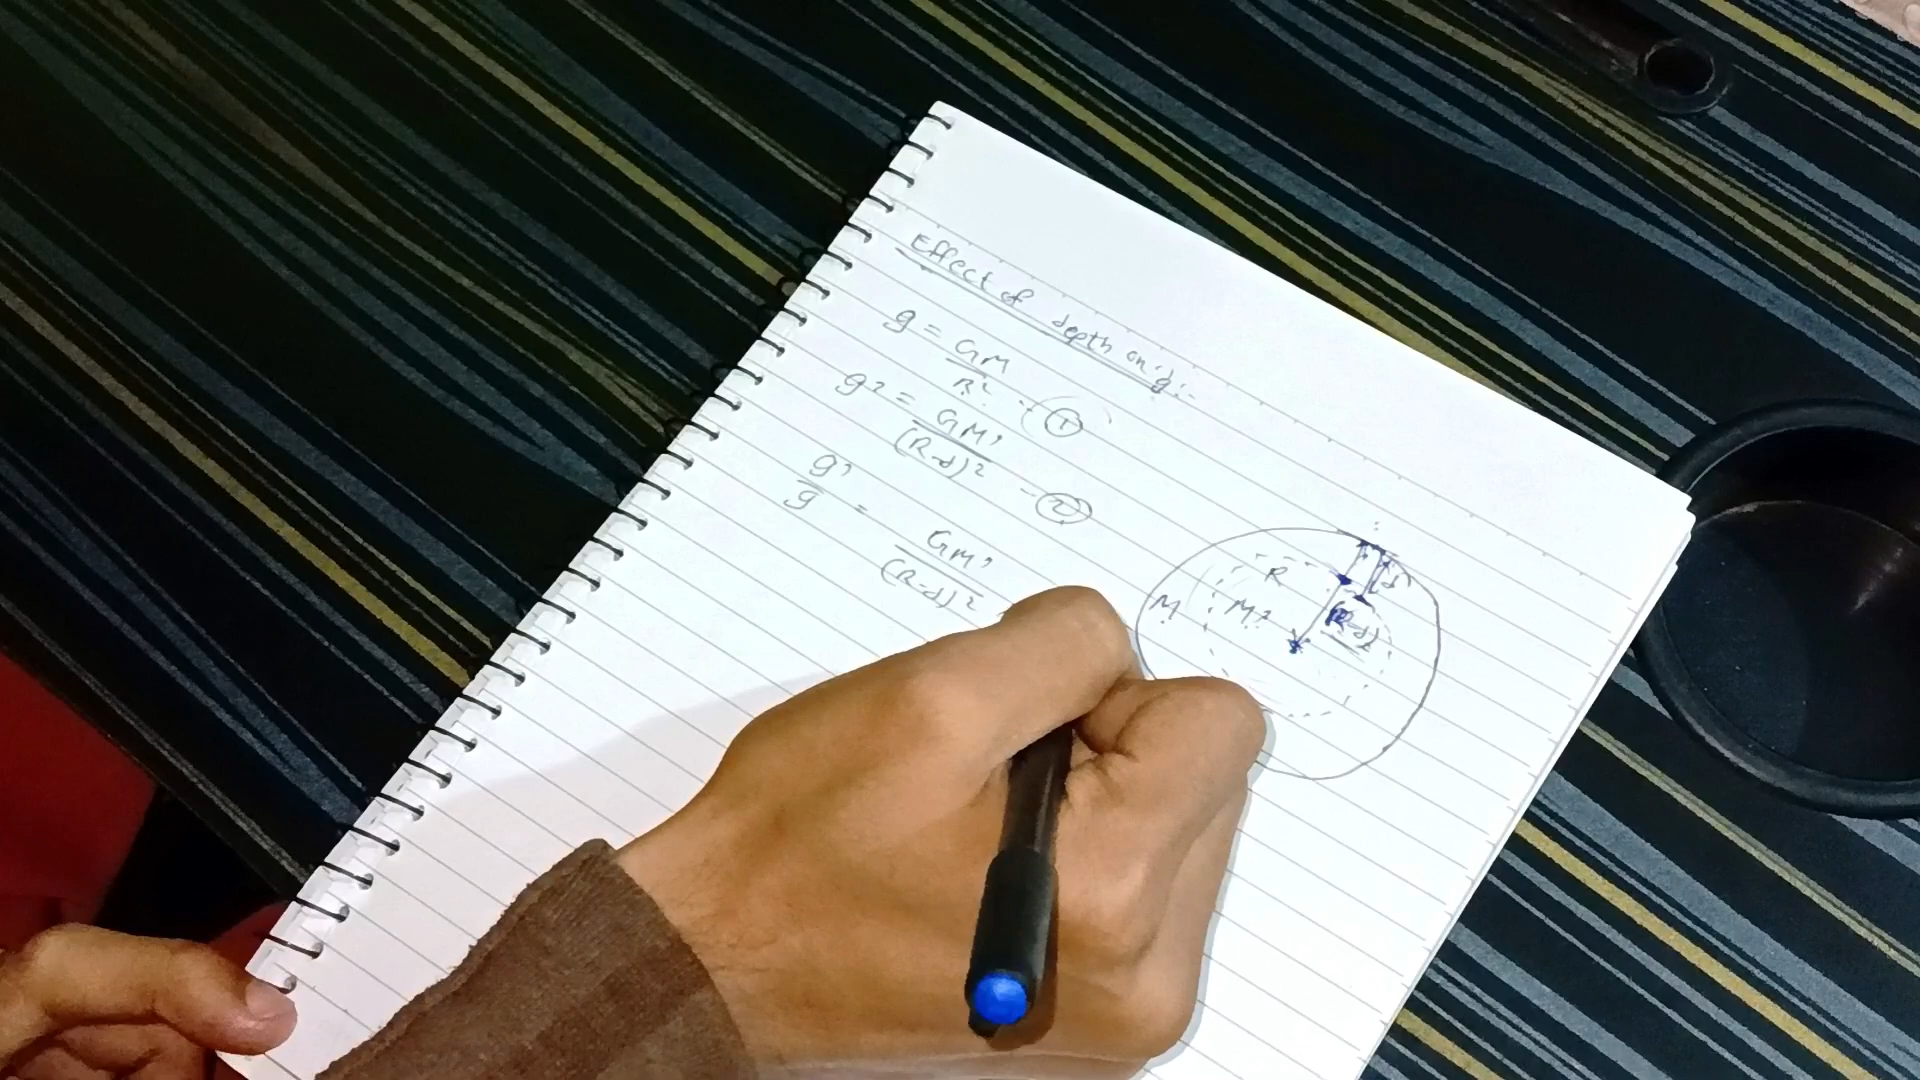 Effect of depth on 'g' :-
g = GM / R² - ①
g' = GM' / (R-d)² - ②
g' / g = GM' / (R-d)²
R
d
M
M'
(R-d)